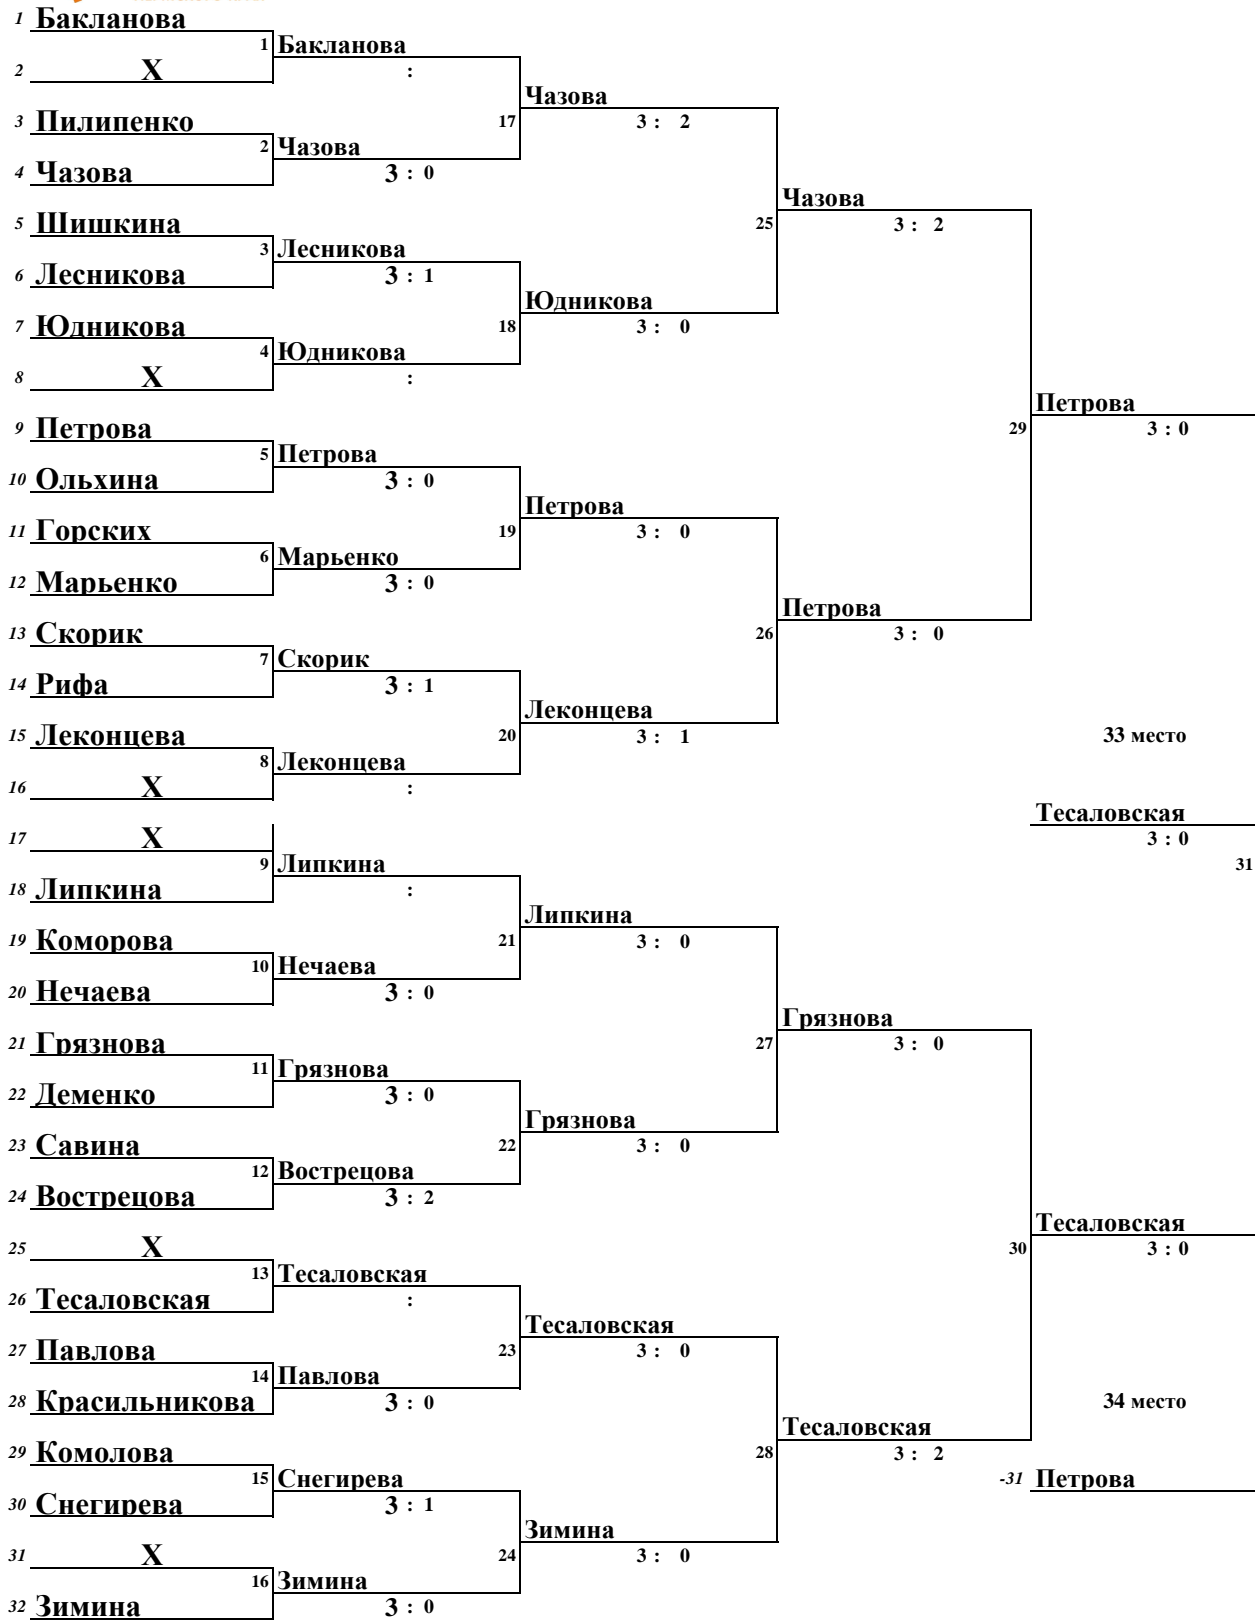 1 Бакланова
1 Бакланова
2 X
:
Чазова
3 Пилипенко
17
3 : 2
2 Чазова
4 Чазова
3 : 0
Чазова
5 Шишкина
25
3 : 2
3 Лесникова
6 Лесникова
3 : 1
Юдникова
7 Юдникова
18
3 : 0
4 Юдникова
8 X
:
Петрова
9 Петрова
29
3 : 0
5 Петрова
10 Ольхина
3 : 0
Петрова
11 Горских
19
3 : 0
6 Марьенко
12 Марьенко
3 : 0
Петрова
13 Скорик
26
3 : 0
7 Скорик
14 Рифа
3 : 1
Леконцева
15 Леконцева
20
3 : 1
33 место
8 Леконцева
16 X
:
Тесаловская
17 X
3 : 0
9 Липкина
31
18 Липкина
:
Липкина
19 Коморова
21
3 : 0
10 Нечаева
20 Нечаева
3 : 0
Грязнова
21 Грязнова
27
3 : 0
11 Грязнова
22 Деменко
3 : 0
Грязнова
23 Савина
22
3 : 0
12 Вострецова
24 Вострецова
3 : 2
Тесаловская
25 X
30
3 : 0
13 Тесаловская
26 Тесаловская
:
Тесаловская
27 Павлова
23
3 : 0
14 Павлова
28 Красильникова
3 : 0
34 место
Тесаловская
29 Комолова
28
3 : 2
15 Снегирева
-31 Петрова
30 Снегирева
3 : 1
Зимина
31 X
24
3 : 0
16 Зимина
32 Зимина
3 : 0